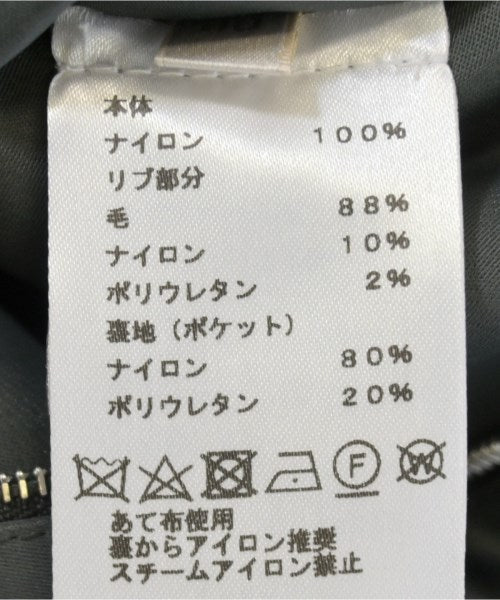 本体
ナイロン 100%
リブ部分
毛 88%
ナイロン 10%
ポリウレタン 2%
裏地（ポケット）
ナイロン 80%
ポリウレタン 20%
F W
あて布使用
裏からアイロン推奨
スチームアイロン禁止